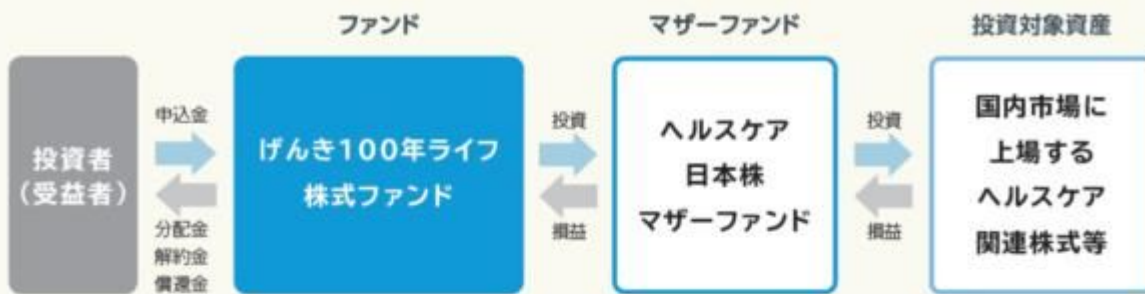 ファンド
マザーファンド
投資対象資産
投資者
（受益者）
申込金
分配金
解約金
償還金
げんき100年ライフ
株式ファンド
投資
損益
ヘルスケア
日本株
マザーファンド
投資
損益
国内市場に
上場する
ヘルスケア
関連株式等